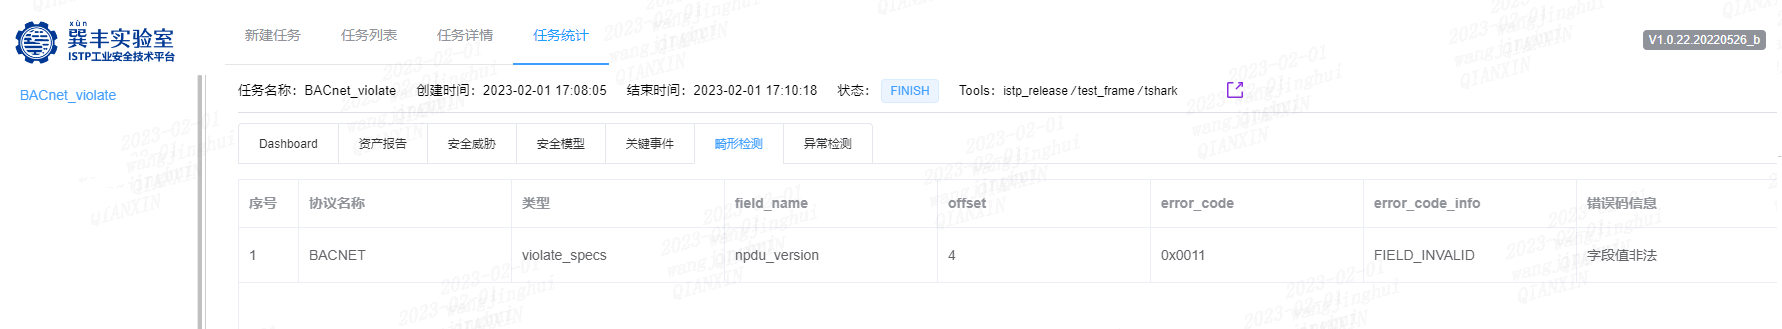 xùn
巽丰实验室
ISTP工业安全技术平台
新建任务 任务列表 任务详情 任务统计
V1.0.22.20220526_b
BACnet_violate
任务名称：BACnet_violate 创建时间：2023-02-01 17:08:05 结束时间：2023-02-01 17:10:18 状态： FINISH Tools：istp_release / test_frame / tshark
Dashboard 资产报告 安全威胁 安全模型 关键事件 畸形检测 异常检测
序号 协议名称 类型 field_name offset error_code error_code_info 错误码信息
1 BACNET violate_specs npdu_version 4 0x0011 FIELD_INVALID 字段值非法
2023-02-01
wangjinghui
QIANXIN